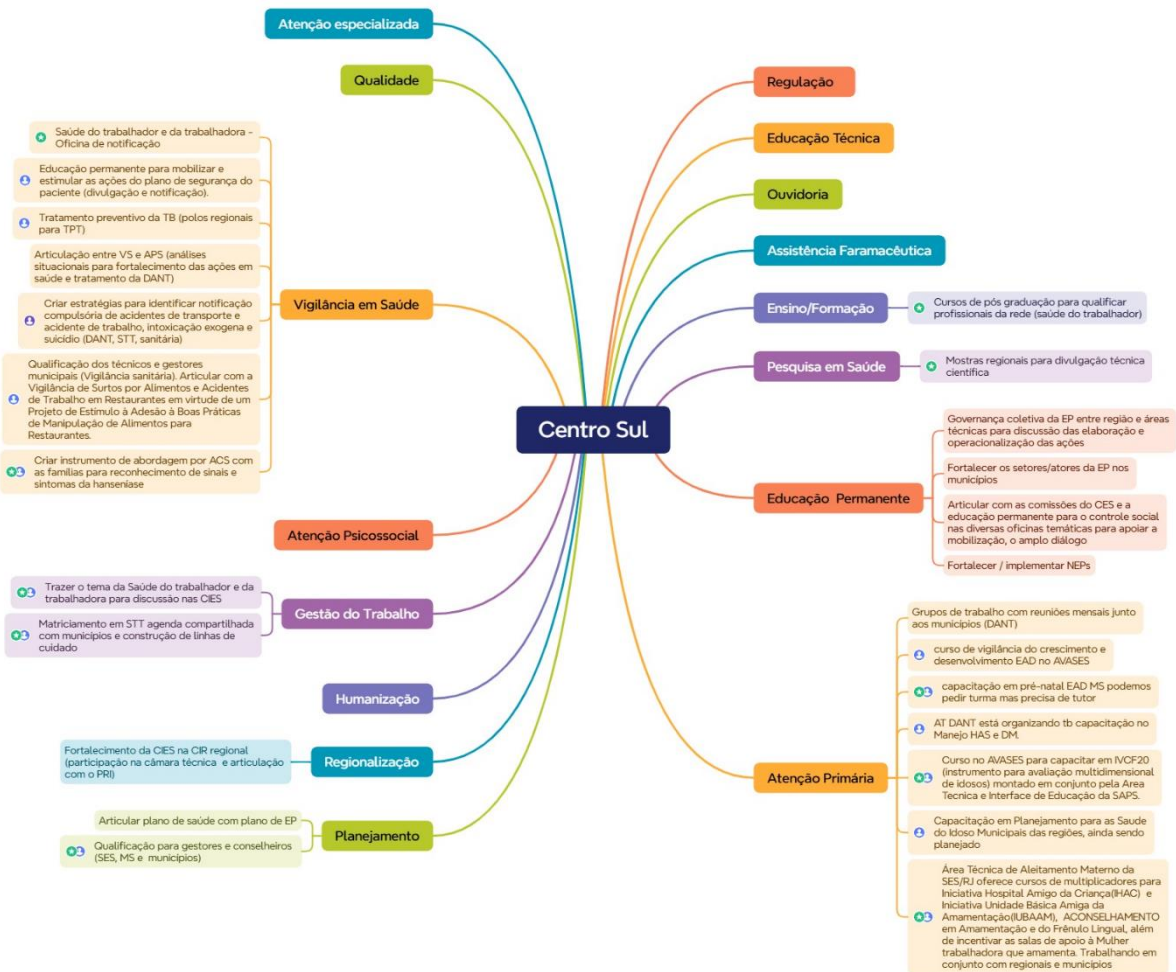 Atenção especializada
Qualidade
Saúde do trabalhador e da trabalhadora -
Oficina de notificação
Educação permanente para mobilizar e
estimular as ações do plano de segurança do
paciente (divulgação e notificação).
Tratamento preventivo da TB (polos regionais
para TPT)
Articulação entre VS e APS (análises
situacionais para fortalecimento das ações em
saúde e tratamento da DANT)
Criar estratégias para identificar notificação
compulsória de acidentes de transporte e
acidente de trabalho, intoxicação exogena e
suicídio (DANT, STT, sanitária)
Qualificação dos técnicos e gestores
municipais (Vigilância sanitária). Articular com a
Vigilância de Surtos por Alimentos e Acidentes
de Trabalho em Restaurantes em virtude de um
Projeto de Estímulo à Adesão à Boas Práticas
de Manipulação de Alimentos para
Restaurantes.
Criar instrumento de abordagem por ACS com
as famílias para reconhecimento de sinais e
sintomas da hanseníase
Vigilância em Saúde
Atenção Psicossocial
Trazer o tema da Saúde do trabalhador e da
trabalhadora para discussão nas CIES
Matriciamento em STT agenda compartilhada
com municípios e construção de linhas de
cuidado
Gestão do Trabalho
Humanização
Fortalecimento da CIES na CIR regional
(participação na câmara técnica e articulação
com o PRI)
Regionalização
Articular plano de saúde com plano de EP
Qualificação para gestores e conselheiros
(SES, MS e municípios)
Planejamento
Centro Sul
Regulação
Educação Técnica
Ouvidoria
Assistência Faramacêutica
Ensino/Formação
Cursos de pós graduação para qualificar
profissionais da rede (saúde do trabalhador)
Pesquisa em Saúde
Mostras regionais para divulgação técnica
científica
Educação Permanente
Governança coletiva da EP entre região e áreas
técnicas para discussão das elaboração e
operacionalização das ações
Fortalecer os setores/atores da EP nos
municípios
Articular com as comissões do CES e a
educação permanente para o controle social
nas diversas oficinas temáticas para apoiar a
mobilização, o amplo diálogo
Fortalecer / implementar NEPs
Atenção Primária
Grupos de trabalho com reuniões mensais junto
aos municípios (DANT)
curso de vigilância do crescimento e
desenvolvimento EAD no AVASES
capacitação em pré-natal EAD MS podemos
pedir turma mas precisa de tutor
AT DANT está organizando tb capacitação no
Manejo HAS e DM.
Curso no AVASES para capacitar em IVCF20
(instrumento para avaliação multidimensional
de idosos) montado em conjunto pela Area
Tecnica e Interface de Educação da SAPS.
Capacitação em Planejamento para as Saude
do Idoso Municipais das regiões, ainda sendo
planejado
Área Técnica de Aleitamento Materno da
SES/RJ oferece cursos de multiplicadores para
Iniciativa Hospital Amigo da Criança(IHAC) e
Iniciativa Unidade Básica Amiga da
Amamentação(IUBAAM), ACONSELHAMENTO
em Amamentação e do Frênulo Lingual, além
de incentivar as salas de apoio à Mulher
trabalhadora que amamenta. Trabalhando em
conjunto com regionais e municípios